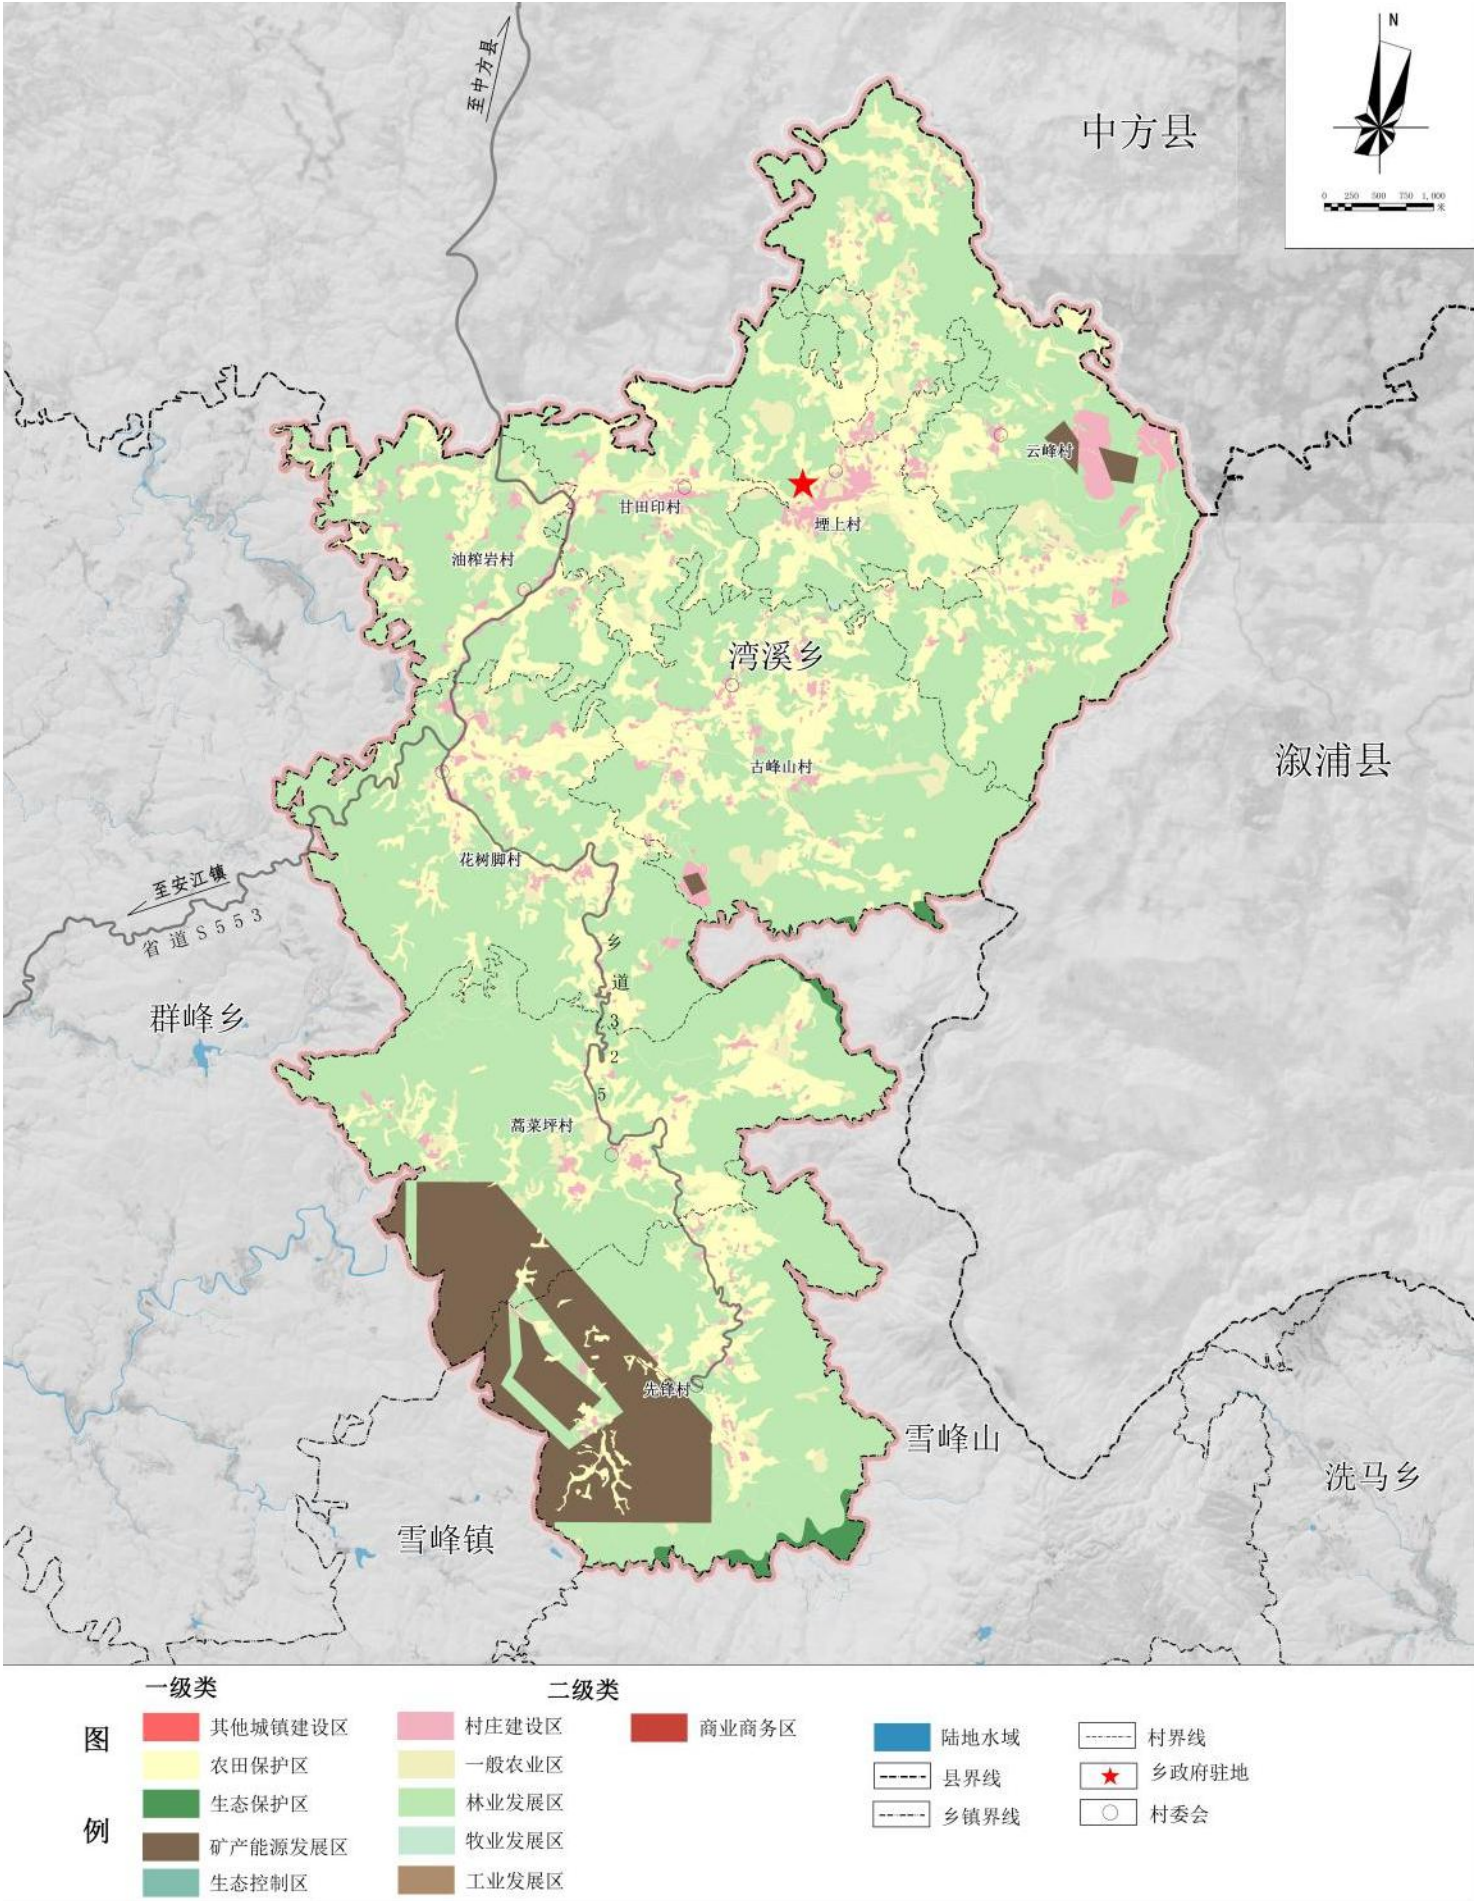 至中方县
中方县
N
0 250 500 750 1,000
米
云峰村
甘田印村
堙上村
油榨岩村
湾溪乡
溆浦县
古峰山村
花树脚村
至安江镇
省道S553
乡道325
群峰乡
蒿菜坪村
先锋村
雪峰山
洗马乡
雪峰镇
图例
一级类
二级类
其他城镇建设区
村庄建设区
商业商务区
陆地水域
村界线
农田保护区
一般农业区
县界线
乡政府驻地
生态保护区
林业发展区
乡镇界线
村委会
矿产能源发展区
牧业发展区
生态控制区
工业发展区